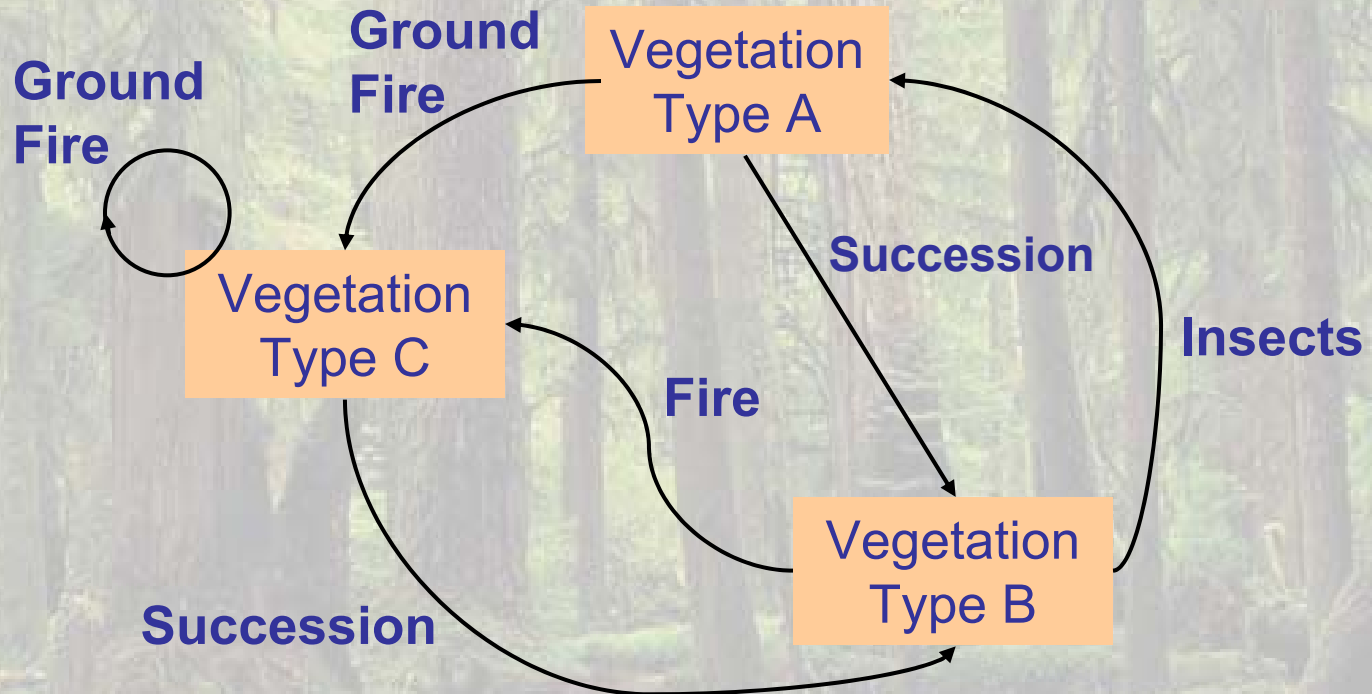 Ground
Fire
Ground
Fire
Vegetation
Type A
Succession
Vegetation
Type C
Insects
Fire
Vegetation
Type B
Succession